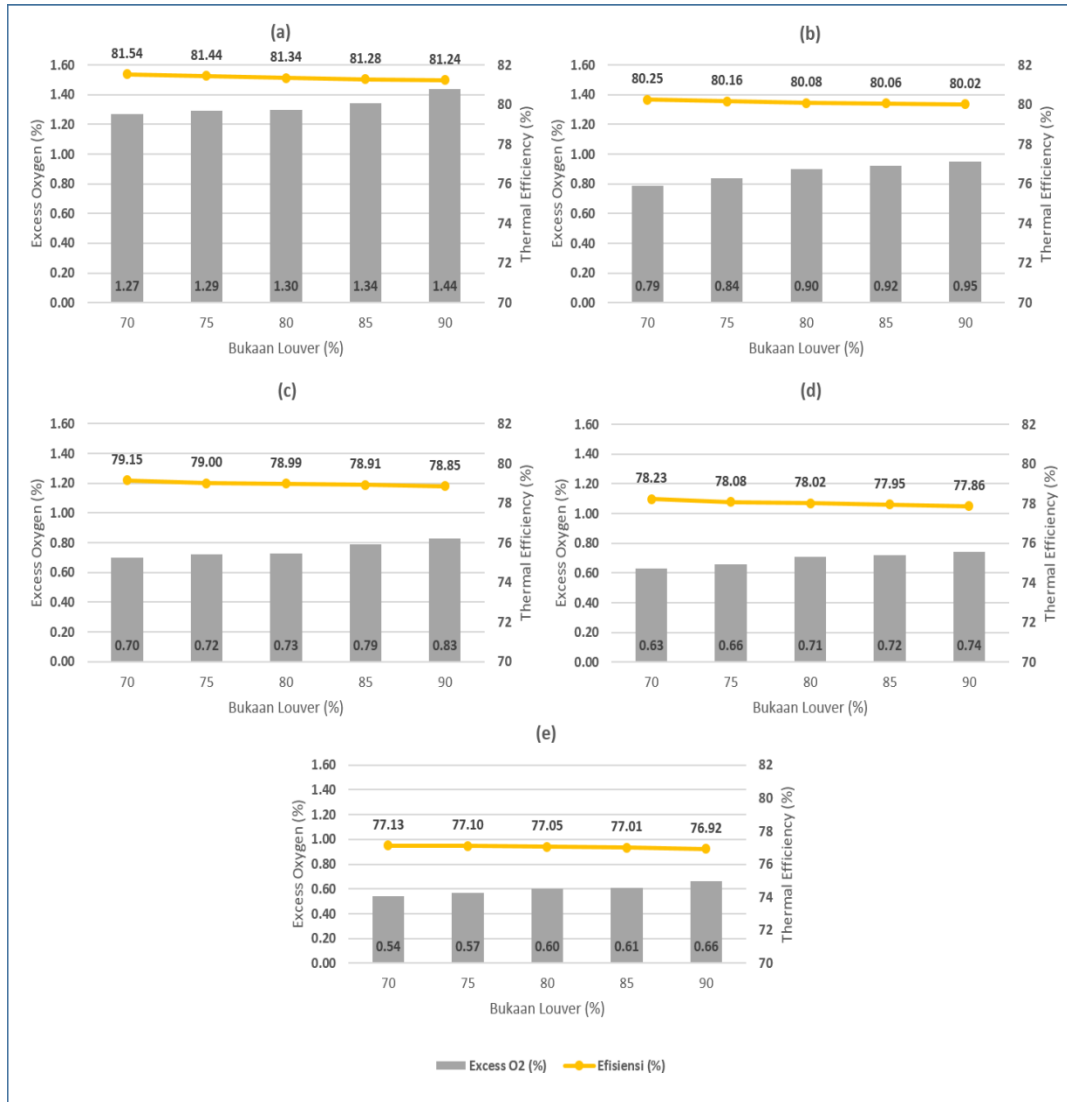 (a)
81.54 81.44 81.34 81.28 81.24
1.60
1.40
1.20
1.00
0.80
0.60
0.40
0.20
0.00
Excess Oxygen (%)
1.27 1.29 1.30 1.34 1.44
82
80
78
76
74
72
70
Thermal Efficiency (%)
70 75 80 85 90
Bukaan Louver (%)
(b)
80.25 80.16 80.08 80.06 80.02
1.60
1.40
1.20
1.00
0.80
0.60
0.40
0.20
0.00
Excess Oxygen (%)
0.79 0.84 0.90 0.92 0.95
82
80
78
76
74
72
70
Thermal Efficiency (%)
70 75 80 85 90
Bukaan Louver (%)
(c)
79.15 79.00 78.99 78.91 78.85
1.60
1.40
1.20
1.00
0.80
0.60
0.40
0.20
0.00
Excess Oxygen (%)
0.70 0.72 0.73 0.79 0.83
82
80
78
76
74
72
70
Thermal Efficiency (%)
70 75 80 85 90
Bukaan Louver (%)
(d)
78.23 78.08 78.02 77.95 77.86
1.60
1.40
1.20
1.00
0.80
0.60
0.40
0.20
0.00
Excess Oxygen (%)
0.63 0.66 0.71 0.72 0.74
82
80
78
76
74
72
70
Thermal Efficiency (%)
70 75 80 85 90
Bukaan Louver (%)
(e)
77.13 77.10 77.05 77.01 76.92
1.60
1.40
1.20
1.00
0.80
0.60
0.40
0.20
0.00
Excess Oxygen (%)
0.54 0.57 0.60 0.61 0.66
82
80
78
76
74
72
70
Thermal Efficiency (%)
70 75 80 85 90
Bukaan Louver (%)
Excess O2 (%) Efisiensi (%)